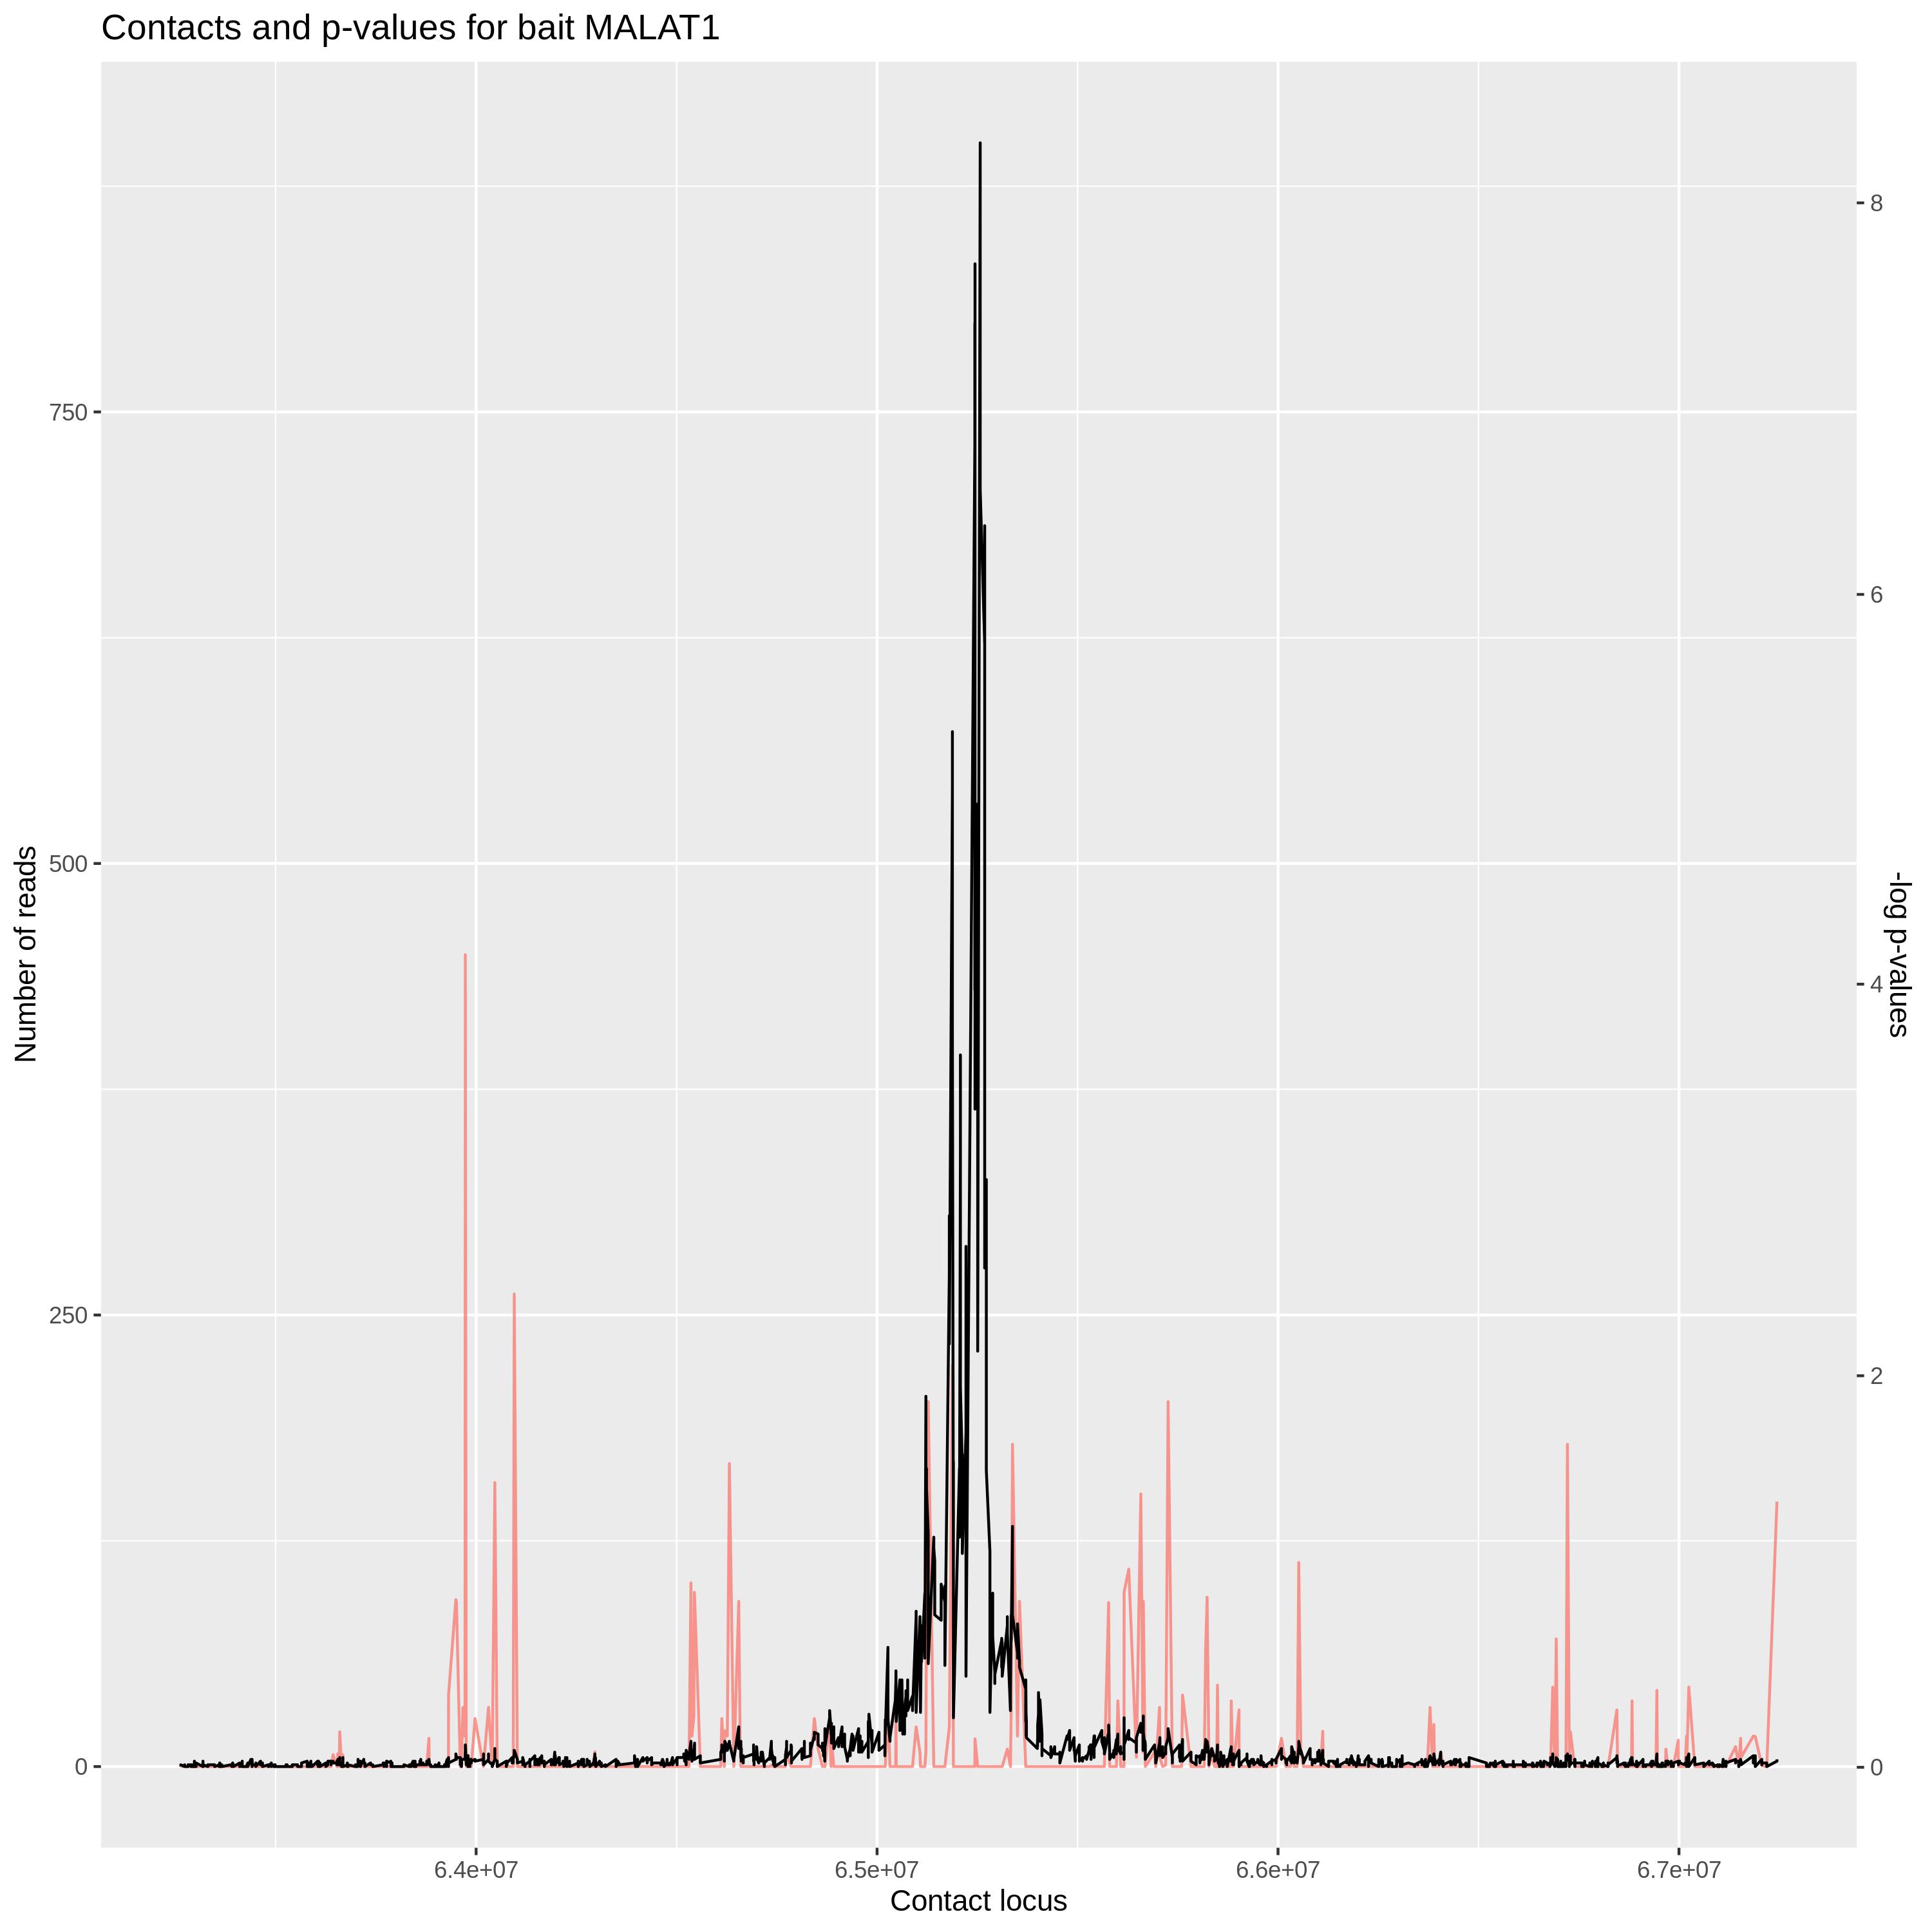 Contacts and p-values for bait MALAT1
Number of reads
750
500
250
0
8
6
4
2
0
-log p-values
6.4e+07 6.5e+07 6.6e+07 6.7e+07
Contact locus